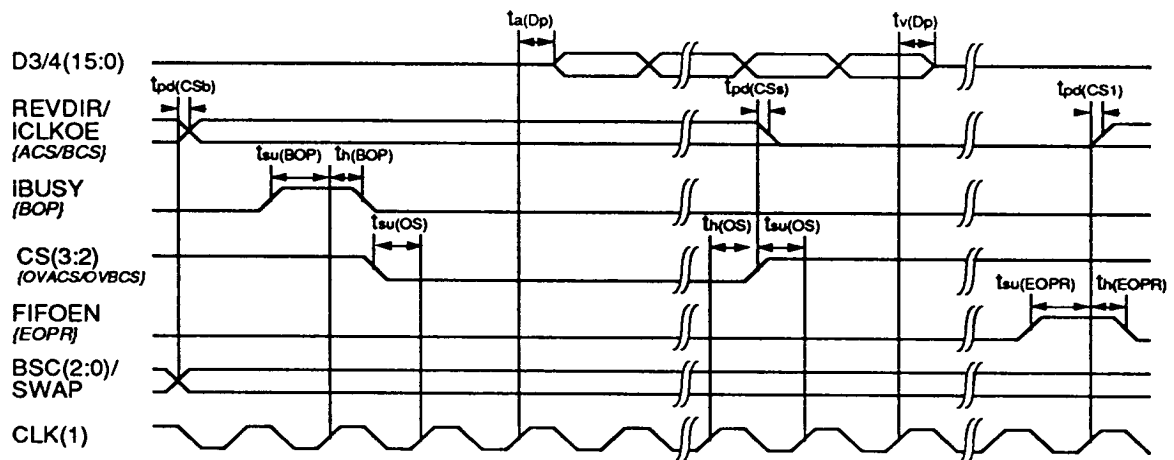 ta(Dp)
tv(Dp)
D3/4(15:0)
tpd(CSb)
tpd(CSs)
tpd(CS1)
REVDIR/
ICLKOE
{ACS/BCS}
tsu(BOP)
th(BOP)
IBUSY
{BOP}
tsu(OS)
th(OS)
tsu(OS)
CS(3:2)
{OVACS/OVBCS}
tsu(EOPR)
th(EOPR)
FIFOEN
{EOPR}
BSC(2:0)/
SWAP
CLK(1)